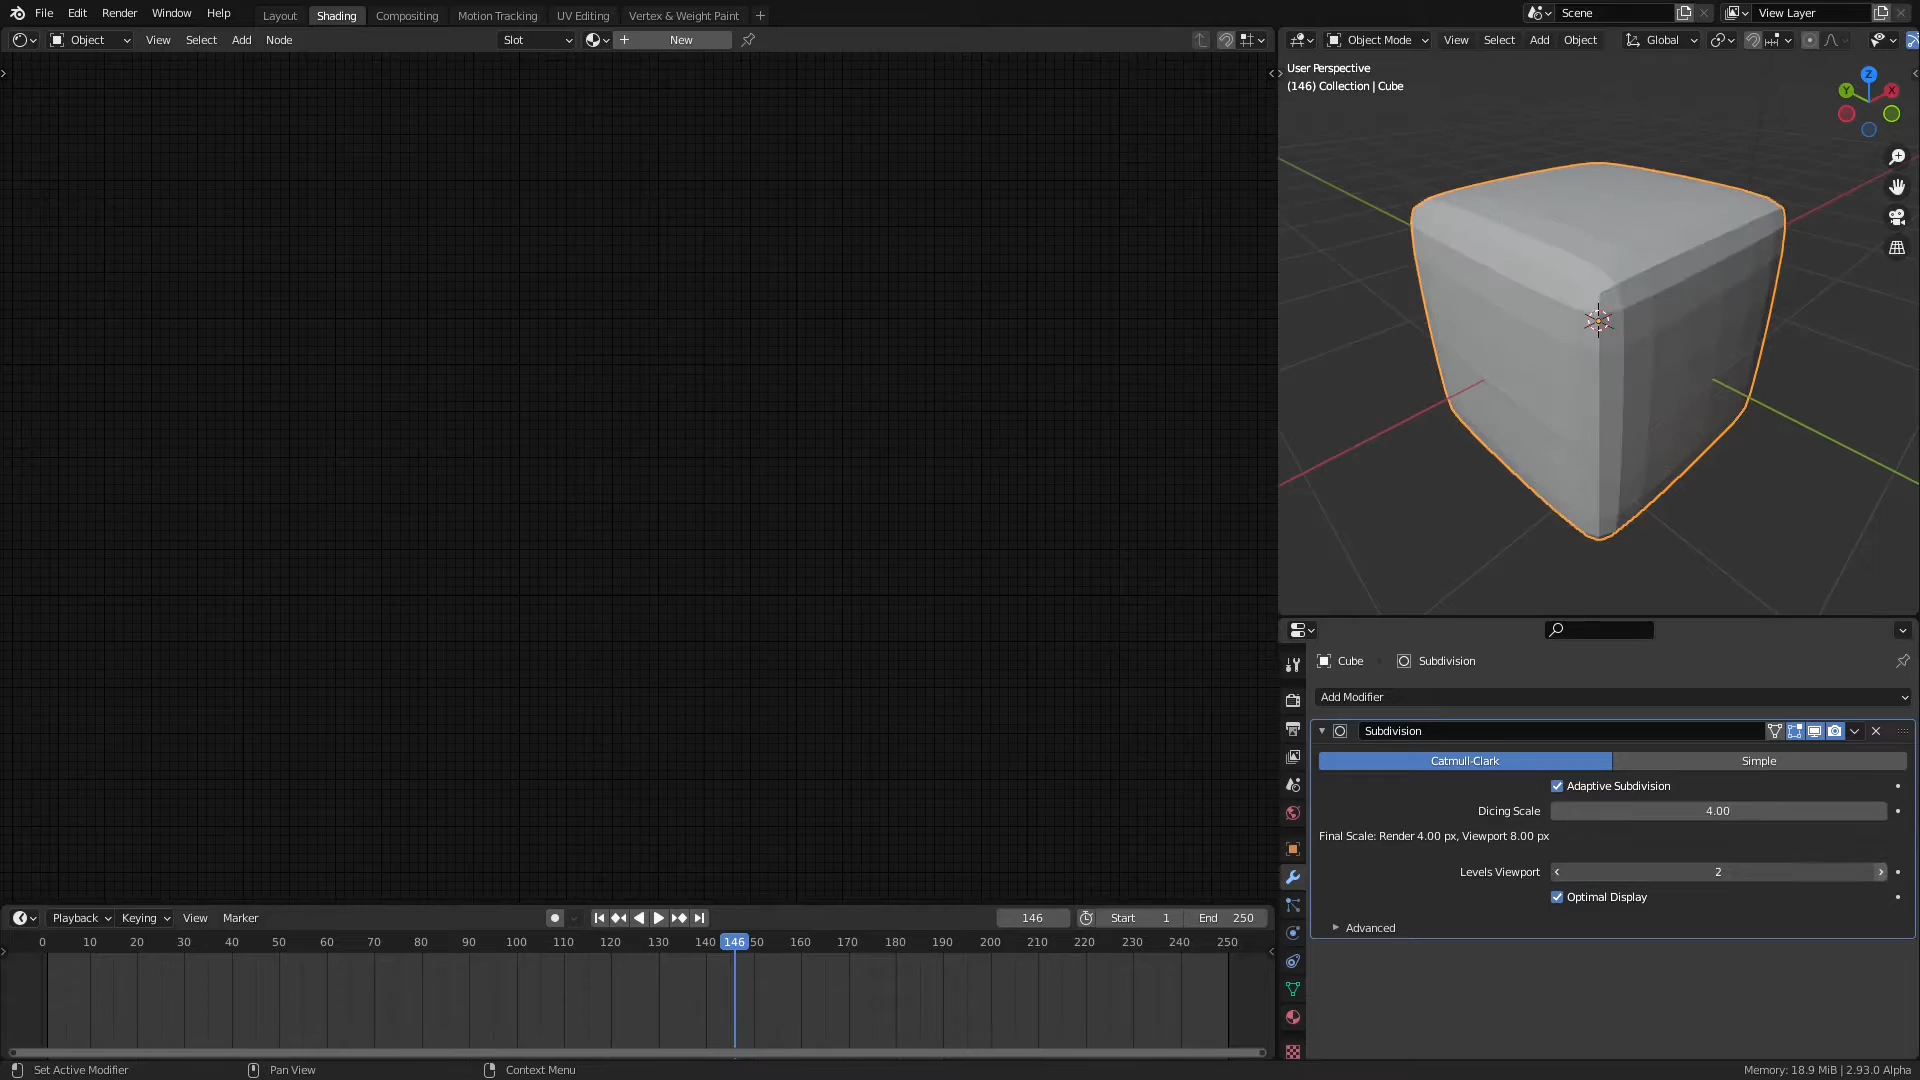 File Edit Render Window Help Layout Shading Compositing Motion Tracking UV Editing Vertex & Weight Paint + Scene View Layer
Object View Select Add Node Slot New Object Mode View Select Add Object Global
User Perspective
(146) Collection | Cube
Z
Y X
Cube Subdivision
Add Modifier
Subdivision
Catmull-Clark Simple
Adaptive Subdivision
Dicing Scale 4.00
Final Scale: Render 4.00 px, Viewport 8.00 px
Levels Viewport 2
Optimal Display
Advanced
Playback Keying View Marker 146 Start 1 End 250
0 10 20 30 40 50 60 70 80 90 100 110 120 130 140 146 50 160 170 180 190 200 210 220 230 240 250
Set Active Modifier Pan View Context Menu Memory: 18.9 MiB | 2.93.0 Alpha